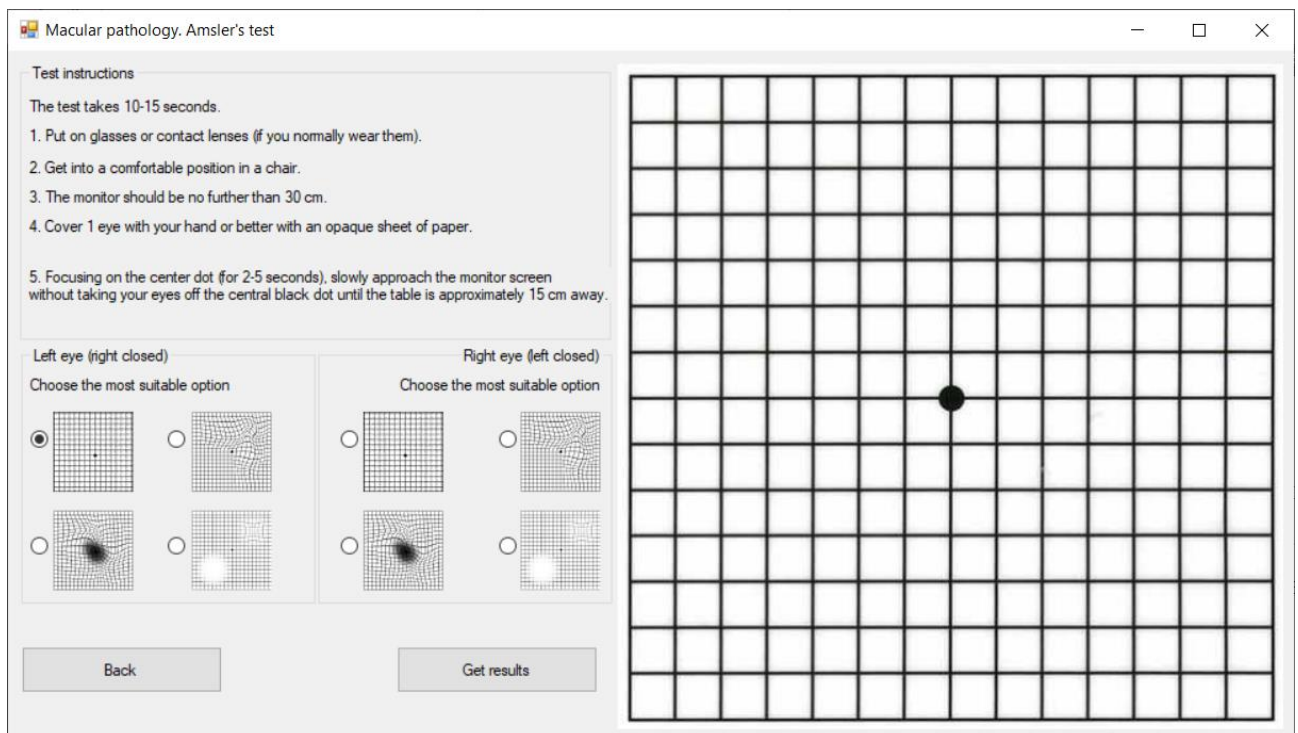 Macular pathology. Amsler's test
Test instructions
The test takes 10-15 seconds.
1. Put on glasses or contact lenses (if you normally wear them).
2. Get into a comfortable position in a chair.
3. The monitor should be no further than 30 cm.
4. Cover 1 eye with your hand or better with an opaque sheet of paper.
5. Focusing on the center dot (for 2-5 seconds), slowly approach the monitor screen
without taking your eyes off the central black dot until the table is approximately 15 cm away.
Left eye (right closed)
Choose the most suitable option
Right eye (left closed)
Choose the most suitable option
Back
Get results